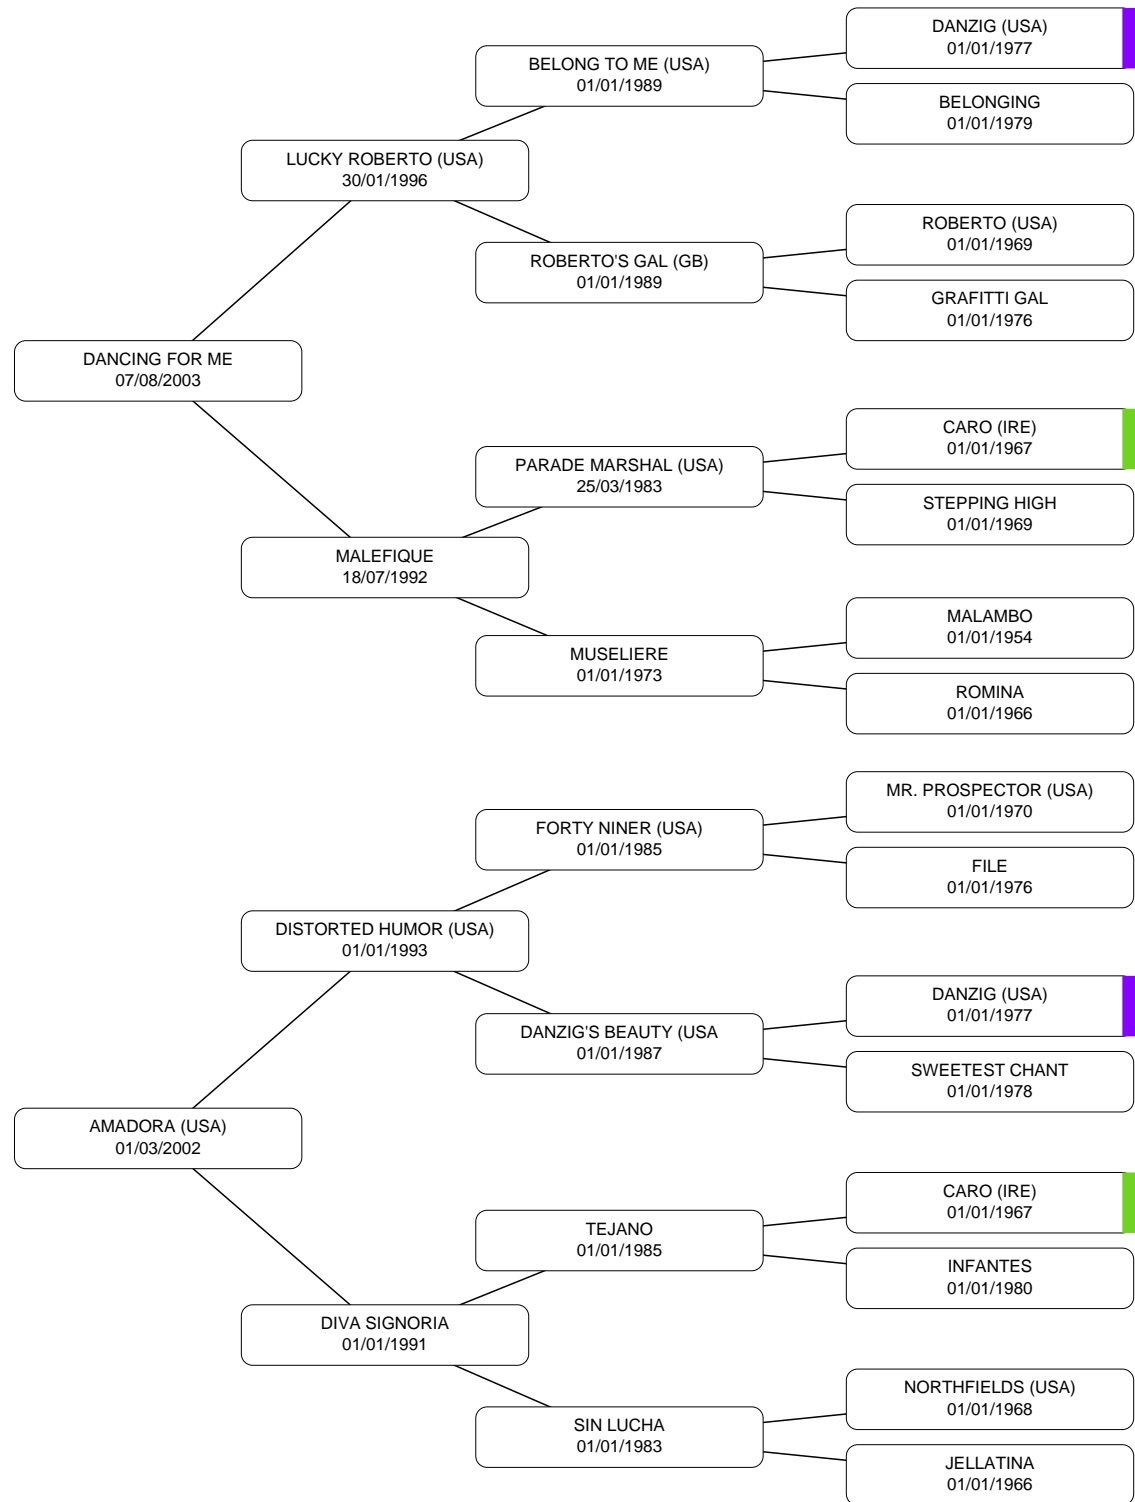 DANZIG (USA)
01/01/1977
BELONG TO ME (USA)
01/01/1989
BELONGING
01/01/1979
LUCKY ROBERTO (USA)
30/01/1996
ROBERTO (USA)
01/01/1969
ROBERTO'S GAL (GB)
01/01/1989
GRAFITTI GAL
01/01/1976
DANCING FOR ME
07/08/2003
CARO (IRE)
01/01/1967
PARADE MARSHAL (USA)
25/03/1983
STEPPING HIGH
01/01/1969
MALEFIQUE
18/07/1992
MALAMBO
01/01/1954
MUSELIERE
01/01/1973
ROMINA
01/01/1966
MR. PROSPECTOR (USA)
01/01/1970
FORTY NINER (USA)
01/01/1985
FILE
01/01/1976
DISTORTED HUMOR (USA)
01/01/1993
DANZIG (USA)
01/01/1977
DANZIG'S BEAUTY (USA
01/01/1987
SWEETEST CHANT
01/01/1978
AMADORA (USA)
01/03/2002
CARO (IRE)
01/01/1967
TEJANO
01/01/1985
INFANTES
01/01/1980
DIVA SIGNORIA
01/01/1991
NORTHFIELDS (USA)
01/01/1968
SIN LUCHA
01/01/1983
JELLATINA
01/01/1966